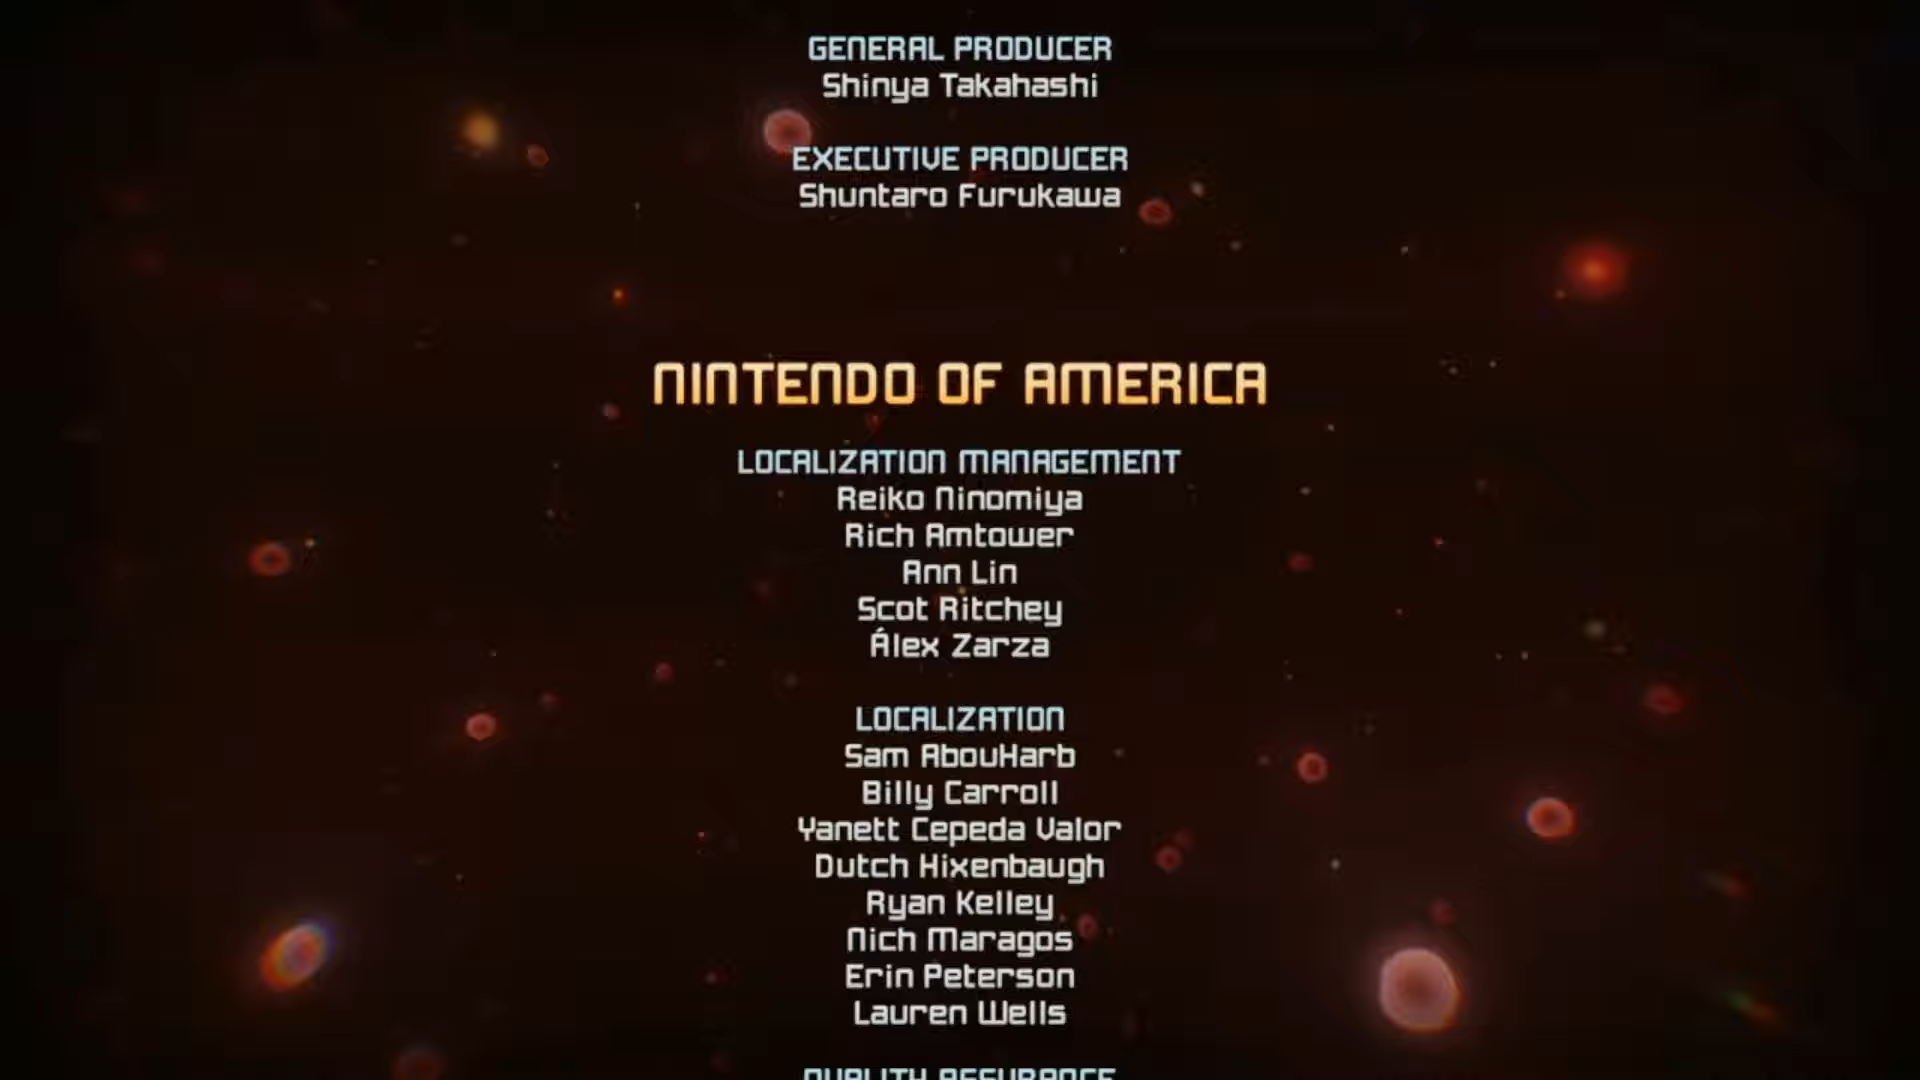 GENERAL PRODUCER
Shinya Takahashi
EXECUTIVE PRODUCER
Shuntaro Furukawa
NINTENDO OF AMERICA
LOCALIZATION MANAGEMENT
Reiko Ninomiya
Rich Amtower
Ann Lin
Scot Ritchey
Álex Zarza
LOCALIZATION
Sam AbouHarb
Billy Carroll
Yanett Cepeda Valor
Dutch Hixenbaugh
Ryan Kelley
Nich Maragos
Erin Peterson
Lauren Wells
QUALITY ASSURANCE